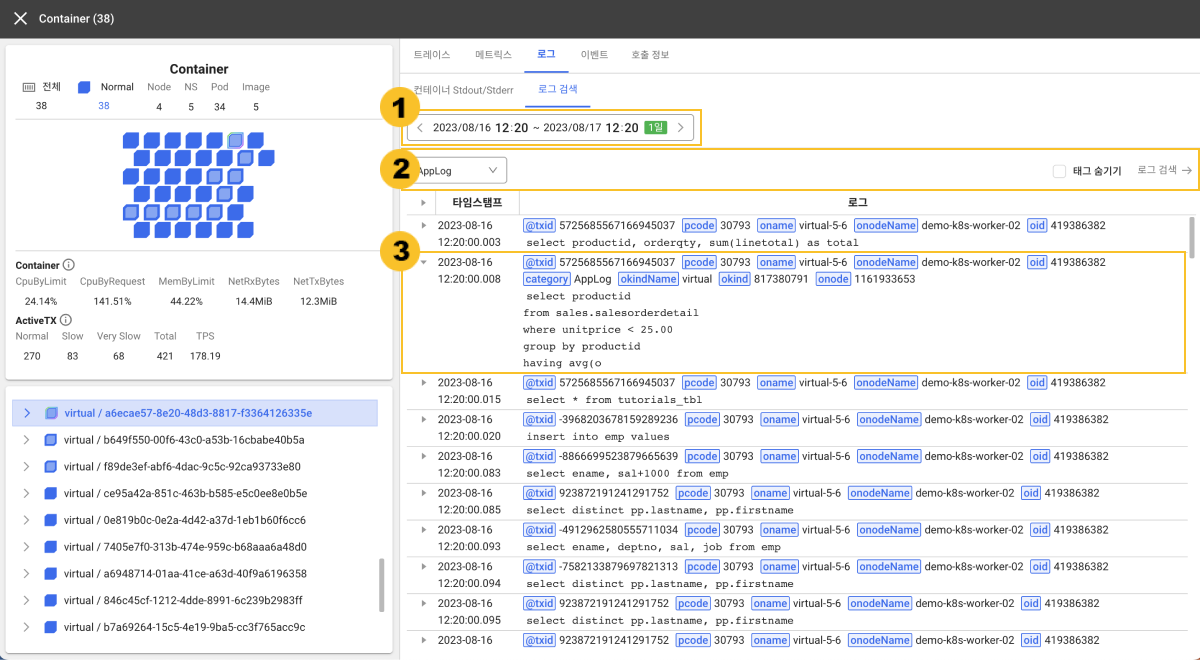 Container (38)
Container
전체 Normal Node NS Pod Image
38 38 4 5 34 5
Container
CpuByLimit CpuByRequest MemByLimit NetRxBytes NetTxBytes
24.14% 141.51% 44.22% 14.4MiB 12.3MiB
ActiveTX
Normal Slow Very Slow Total TPS
270 83 68 421 178.19
virtual / a6ecae57-8e20-48d3-8817-f3364126335e
virtual / b649f550-00f6-43c0-a53b-16cbabe40b5a
virtual / f89de3ef-abf6-4dac-9c5c-92ca93733e80
virtual / ce95a42a-851c-463b-b585-e5c0ee8e0b5e
virtual / 0e819b0c-0e2a-4d42-a37d-1eb1b60f6cc6
virtual / 7405e7f0-313b-474e-959c-b68aaa6a48d0
virtual / a6948714-01aa-41ce-a63d-40f9a6196358
virtual / 846c45cf-1212-4dde-8991-6c239b2983ff
virtual / b7a69264-15c5-4e19-9ba5-cc3f765acc9c
트레이스 메트릭스 로그 이벤트 호출 정보
컨테이너 Stdout/Stderr 로그 검색
1
2023/08/16 12:20 ~ 2023/08/17 12:20 1일
2
AppLog 태그 숨기기 로그 검색
타임스탬프 로그
2023-08-16 @txid 5725685567166945037 pcode 30793 oname virtual-5-6 onodeName demo-k8s-worker-02 oid 419386382
12:20:00.003 select productid, orderqty, sum(linetotal) as total
3
2023-08-16 @txid 5725685567166945037 pcode 30793 oname virtual-5-6 onodeName demo-k8s-worker-02 oid 419386382
12:20:00.008 category AppLog okindName virtual okind 817380791 onode 1161933653
select productid
from sales.salesorderdetail
where unitprice < 25.00
group by productid
having avg(o
2023-08-16 @txid 5725685567166945037 pcode 30793 oname virtual-5-6 onodeName demo-k8s-worker-02 oid 419386382
12:20:00.015 select * from tutorials_tbl
2023-08-16 @txid -3968203678159289236 pcode 30793 oname virtual-5-6 onodeName demo-k8s-worker-02 oid 419386382
12:20:00.020 insert into emp values
2023-08-16 @txid -8866699523879665639 pcode 30793 oname virtual-5-6 onodeName demo-k8s-worker-02 oid 419386382
12:20:00.083 select ename, sal+1000 from emp
2023-08-16 @txid 923872191241291752 pcode 30793 oname virtual-5-6 onodeName demo-k8s-worker-02 oid 419386382
12:20:00.085 select distinct pp.lastname, pp.firstname
2023-08-16 @txid -4912962580555711034 pcode 30793 oname virtual-5-6 onodeName demo-k8s-worker-02 oid 419386382
12:20:00.093 select ename, deptno, sal, job from emp
2023-08-16 @txid -7582133879697821313 pcode 30793 oname virtual-5-6 onodeName demo-k8s-worker-02 oid 419386382
12:20:00.094 select distinct pp.lastname, pp.firstname
2023-08-16 @txid 923872191241291752 pcode 30793 oname virtual-5-6 onodeName demo-k8s-worker-02 oid 419386382
12:20:00.095 select distinct pp.lastname, pp.firstname
2023-08-16 @txid 923872191241291752 pcode 30793 oname virtual-5-6 onodeName demo-k8s-worker-02 oid 419386382